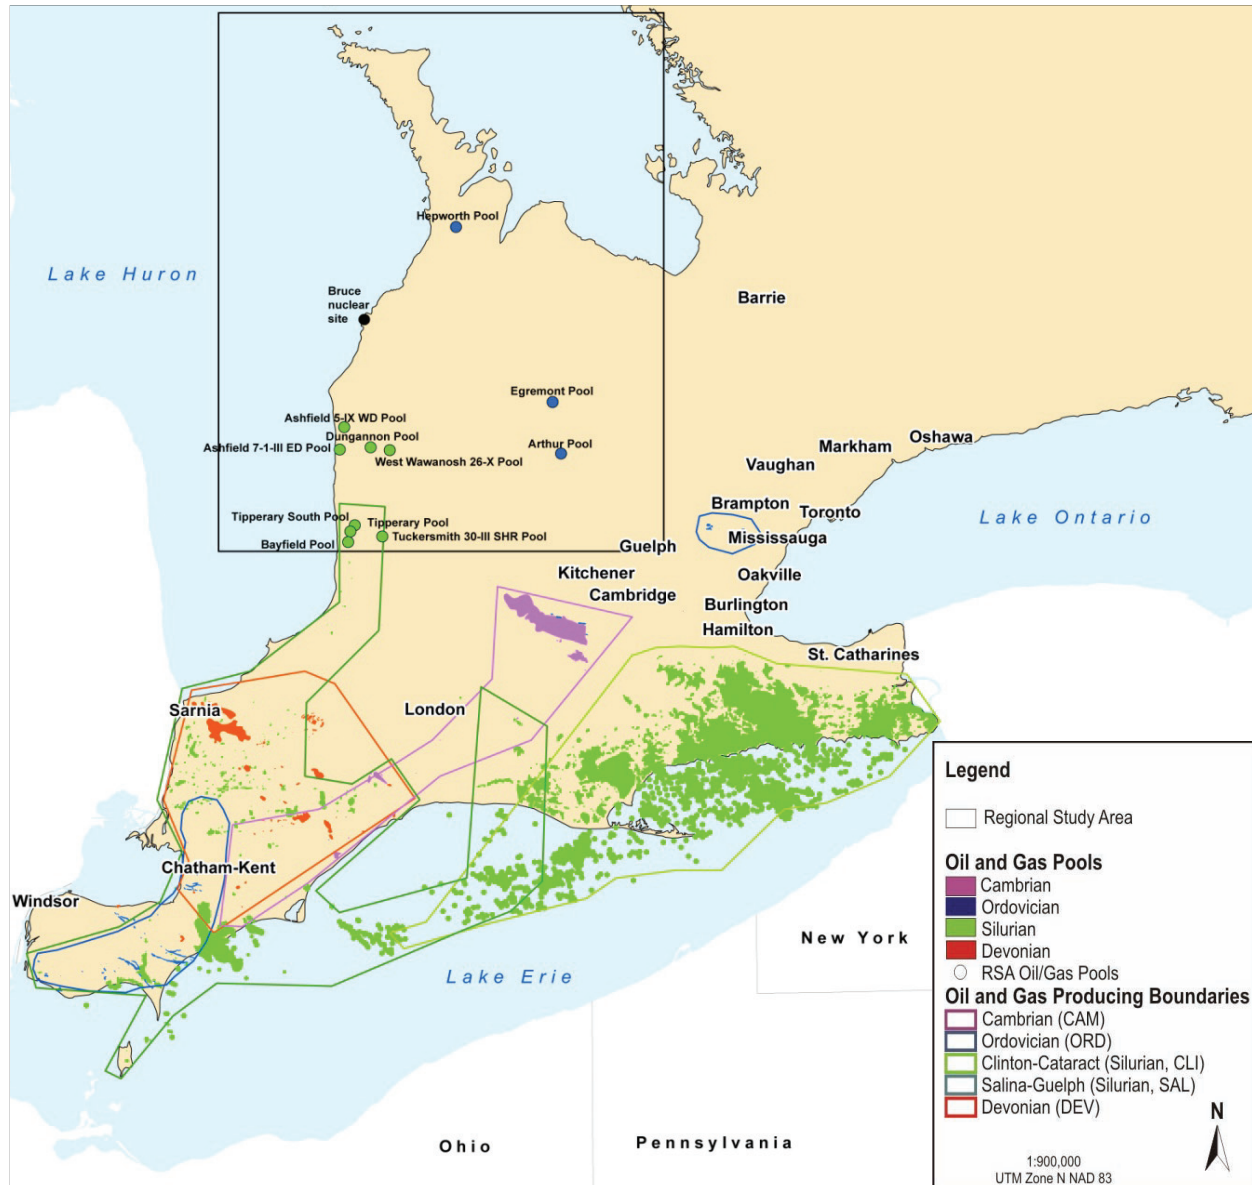 Hepworth Pool
Lake Huron
Bruce
nuclear
site
Barrie
Egremont Pool
Ashfield 5-IX WD Pool
Dungannon Pool
Ashfield 7-1-III ED Pool
West Wawanosh 26-X Pool
Arthur Pool
Oshawa
Markham
Vaughan
Brampton
Toronto
Lake Ontario
Tipperary South Pool
Tipperary Pool
Tuckersmith 30-III SHR Pool
Bayfield Pool
Guelph
Mississauga
Kitchener
Cambridge
Oakville
Burlington
Hamilton
St. Catharines
Sarnia
London
Chatham-Kent
Windsor
Lake Erie
New York
Ohio
Pennsylvania
Legend
Regional Study Area
Oil and Gas Pools
Cambrian
Ordovician
Silurian
Devonian
RSA Oil/Gas Pools
Oil and Gas Producing Boundaries
Cambrian (CAM)
Ordovician (ORD)
Clinton-Cataract (Silurian, CLI)
Salina-Guelph (Silurian, SAL)
Devonian (DEV)
N
1:900,000
UTM Zone N NAD 83